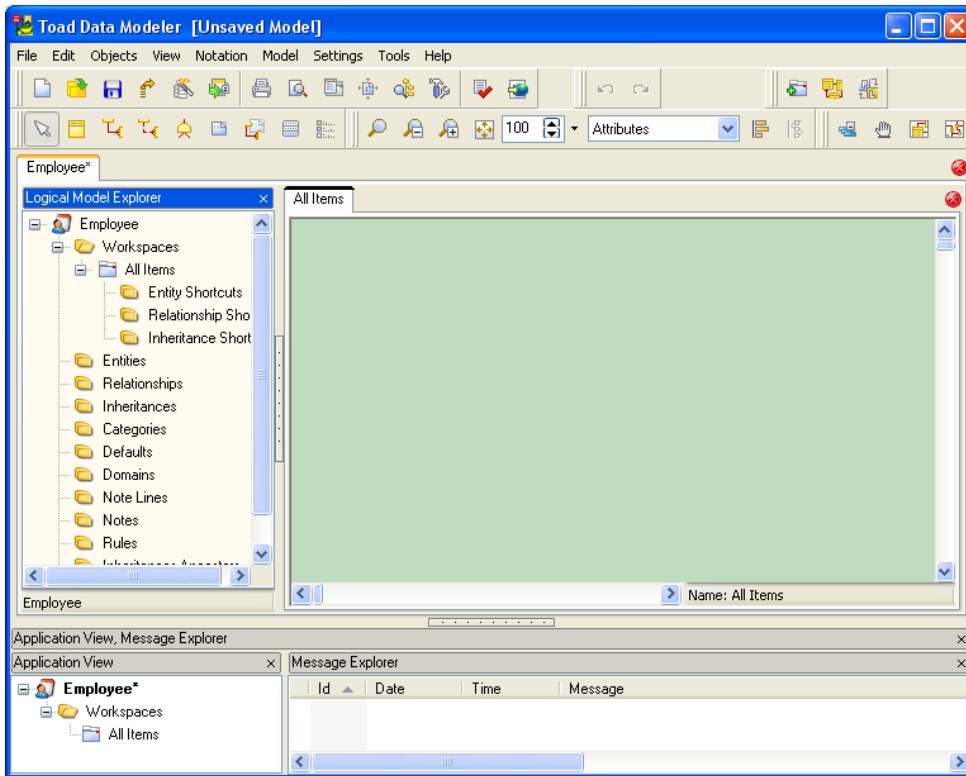 Toad Data Modeler [Unsaved Model]
File Edit Objects View Notation Model Settings Tools Help
100 Attributes
Employee*
Logical Model Explorer
Employee
Workspaces
All Items
Entity Shortcuts
Relationship Sho
Inheritance Short
Entities
Relationships
Inheritances
Categories
Defaults
Domains
Note Lines
Notes
Rules
Employee
All Items
Name: All Items
Application View, Message Explorer
Application View
Employee*
Workspaces
All Items
Message Explorer
Id Date Time Message